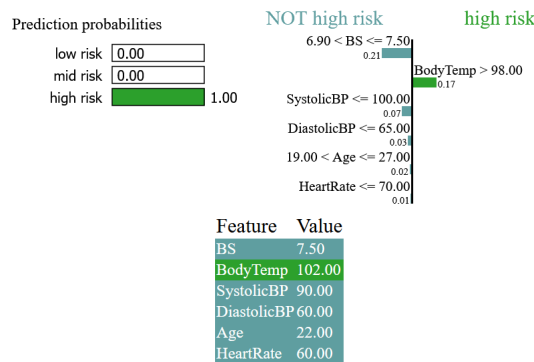 Prediction probabilities
low risk 0.00
mid risk 0.00
high risk 1.00
NOT high risk high risk
6.90 < BS <= 7.50
0.21
BodyTemp > 98.00
0.17
SystolicBP <= 100.00
0.07
DiastolicBP <= 65.00
0.03
19.00 < Age <= 27.00
0.02
HeartRate <= 70.00
0.01
Feature Value
BS 7.50
BodyTemp 102.00
SystolicBP 90.00
DiastolicBP 60.00
Age 22.00
HeartRate 60.00